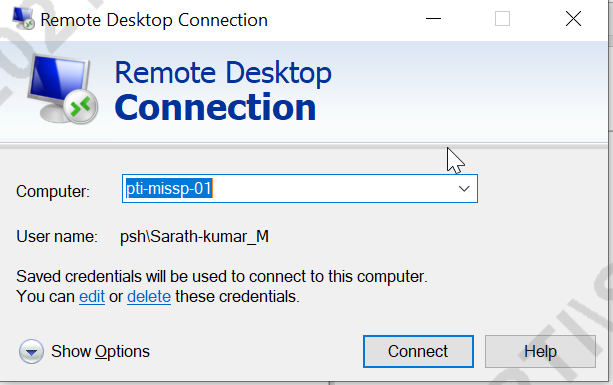 Remote Desktop Connection
Remote Desktop
Connection
Computer: pti-missp-01
User name: psh\Sarath-kumar_M
Saved credentials will be used to connect to this computer.
You can edit or delete these credentials.
Show Options
Connect
Help